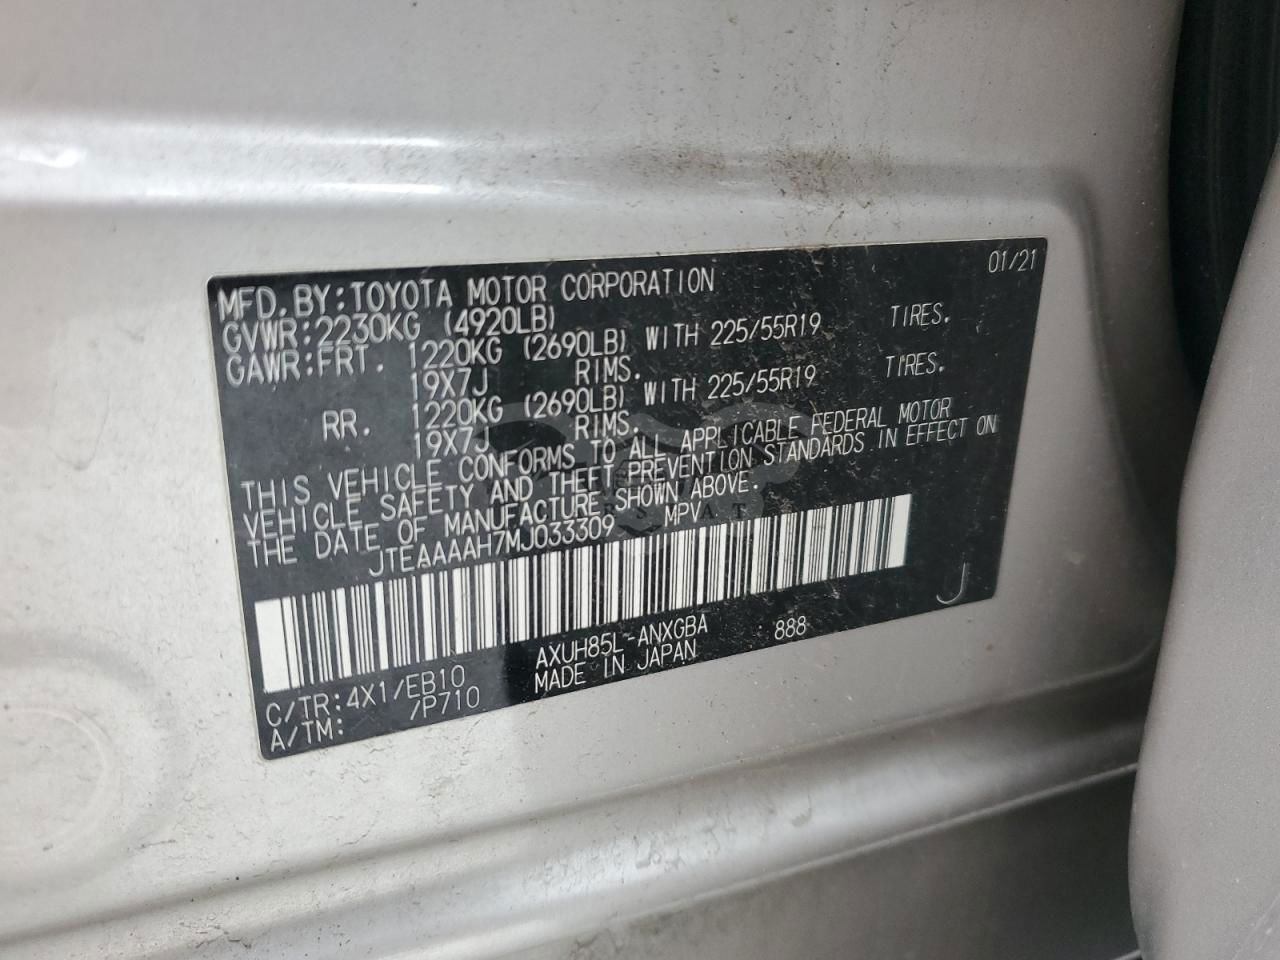 01/21
MFD.BY:TOYOTA MOTOR CORPORATION
GVWR:2230KG (4920LB)
GAWR:FRT. 1220KG (2690LB) WITH 225/55R19 TIRES.
19X7J RIMS.
RR. 1220KG (2690LB) WITH 225/55R19 TIRES.
19X7J RIMS.
THIS VEHICLE CONFORMS TO ALL APPLICABLE FEDERAL MOTOR
VEHICLE SAFETY AND THEFT PREVENTION STANDARDS IN EFFECT ON
THE DATE OF MANUFACTURE SHOWN ABOVE.
JTEAAAAH7MJ033309 MPV
J
AXUH85L-ANXGBA 888
C/TR:4X1/EB10 MADE IN JAPAN
A/TM: /P710